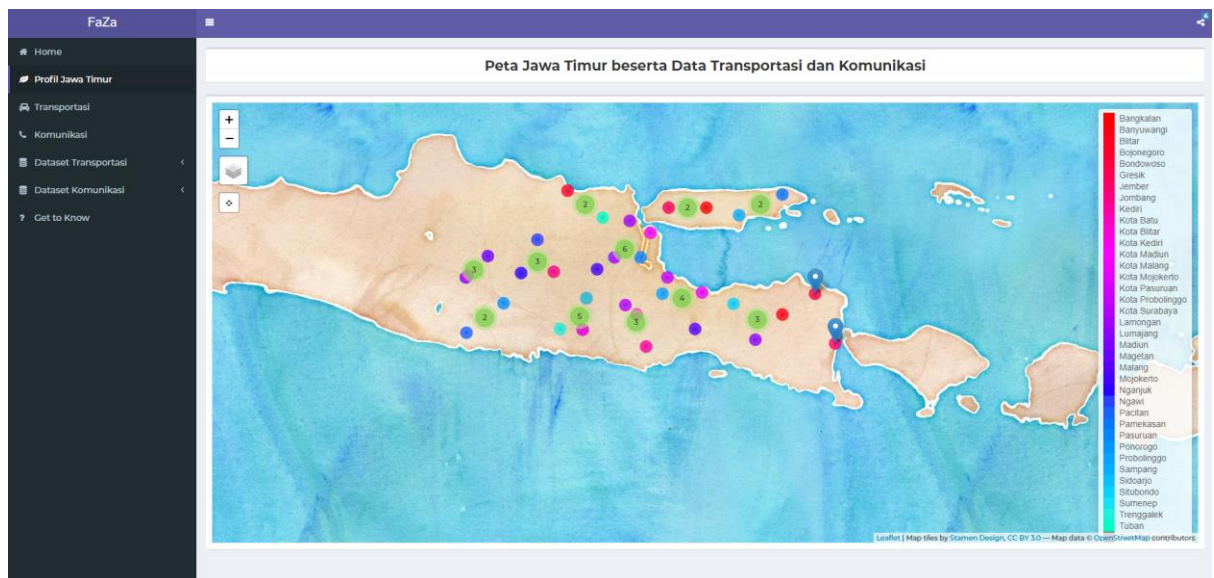 FaZa
Home
Profil Jawa Timur
Transportasi
Komunikasi
Dataset Transportasi
Dataset Komunikasi
? Get to Know
Peta Jawa Timur beserta Data Transportasi dan Komunikasi
+
−
2
2
2
6
3
3
4
2
5
3
3
Bangkalan
Banyuwangi
Blitar
Bojonegoro
Bondowoso
Gresik
Jember
Jombang
Kediri
Kota Batu
Kota Blitar
Kota Kediri
Kota Madiun
Kota Malang
Kota Mojokerto
Kota Pasuruan
Kota Probolinggo
Kota Surabaya
Lamongan
Lumajang
Madiun
Magetan
Malang
Mojokerto
Nganjuk
Ngawi
Pacitan
Pamekasan
Pasuruan
Ponorogo
Probolinggo
Sampang
Sidoarjo
Situbondo
Sumenep
Trenggalek
Tuban
Leaflet | Map tiles by Stamen Design, CC BY 3.0 — Map data © OpenStreetMap contributors